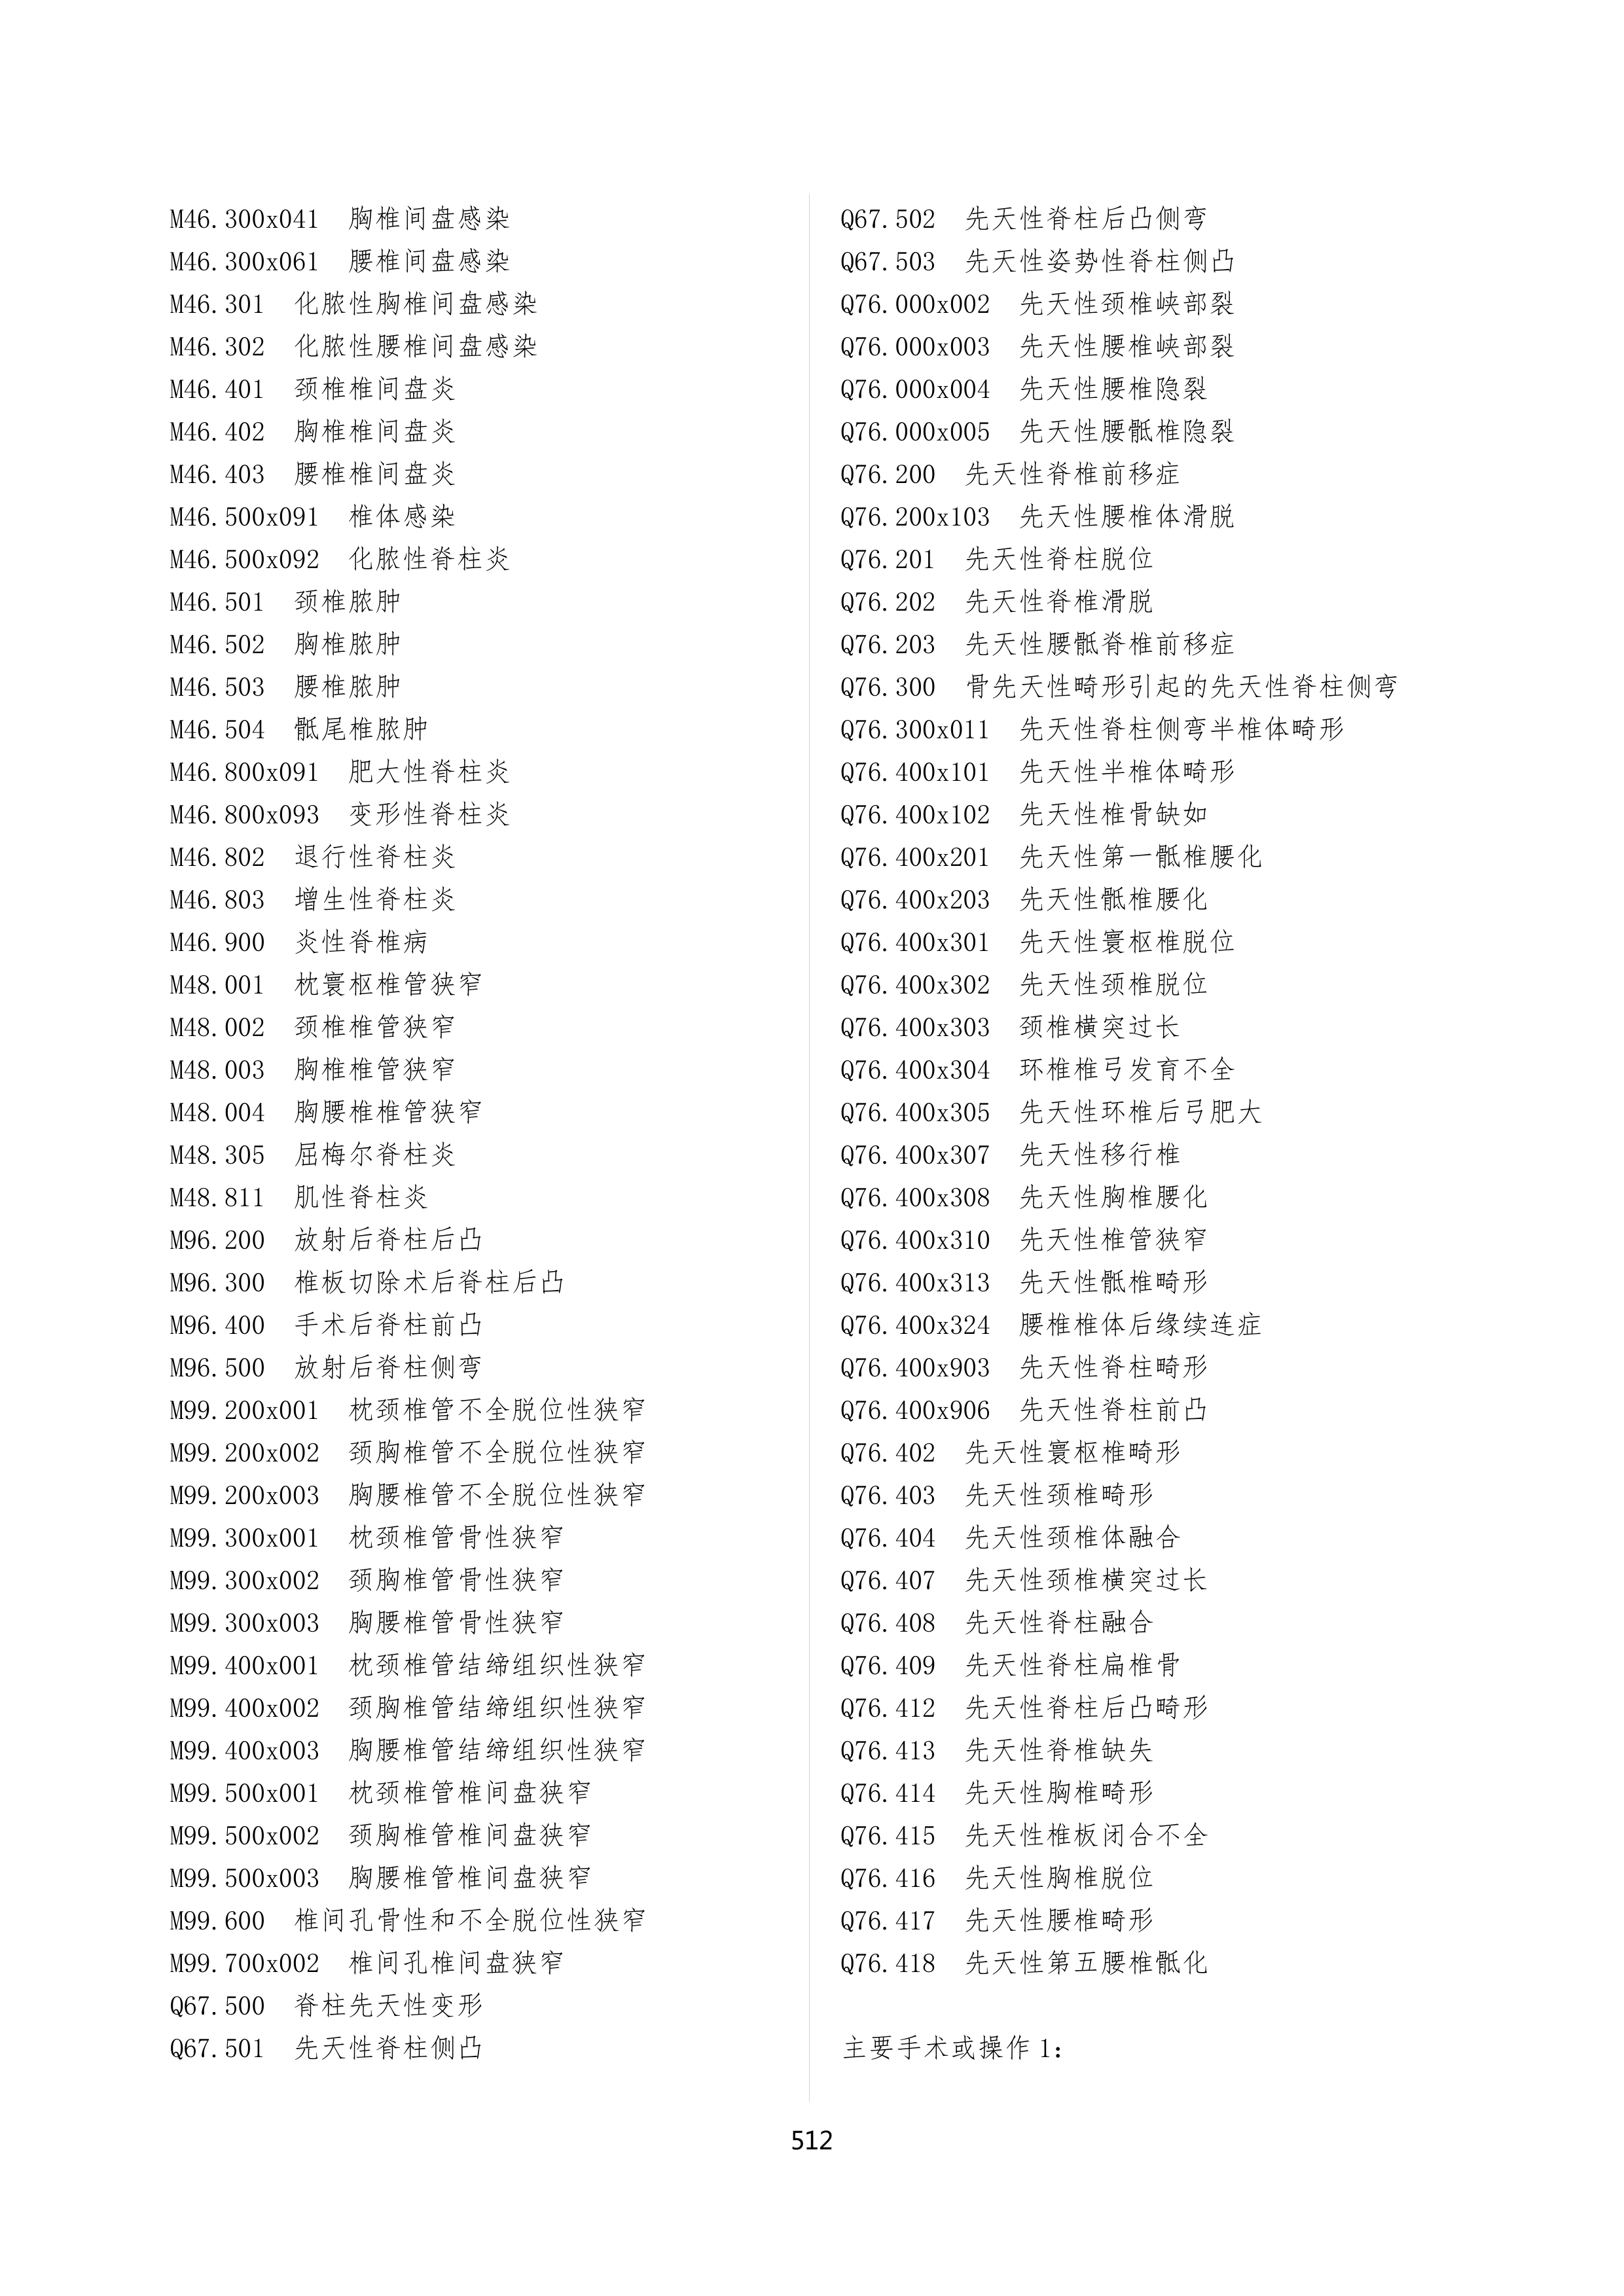 M46.300x041 胸椎间盘感染
M46.300x061 腰椎间盘感染
M46.301 化脓性胸椎间盘感染
M46.302 化脓性腰椎间盘感染
M46.401 颈椎椎间盘炎
M46.402 胸椎椎间盘炎
M46.403 腰椎椎间盘炎
M46.500x091 椎体感染
M46.500x092 化脓性脊柱炎
M46.501 颈椎脓肿
M46.502 胸椎脓肿
M46.503 腰椎脓肿
M46.504 骶尾椎脓肿
M46.800x091 肥大性脊柱炎
M46.800x093 变形性脊柱炎
M46.802 退行性脊柱炎
M46.803 增生性脊柱炎
M46.900 炎性脊椎病
M48.001 枕寰枢椎管狭窄
M48.002 颈椎椎管狭窄
M48.003 胸椎椎管狭窄
M48.004 胸腰椎椎管狭窄
M48.305 屈梅尔脊柱炎
M48.811 肌性脊柱炎
M96.200 放射后脊柱后凸
M96.300 椎板切除术后脊柱后凸
M96.400 手术后脊柱前凸
M96.500 放射后脊柱侧弯
M99.200x001 枕颈椎管不全脱位性狭窄
M99.200x002 颈胸椎管不全脱位性狭窄
M99.200x003 胸腰椎管不全脱位性狭窄
M99.300x001 枕颈椎管骨性狭窄
M99.300x002 颈胸椎管骨性狭窄
M99.300x003 胸腰椎管骨性狭窄
M99.400x001 枕颈椎管结缔组织性狭窄
M99.400x002 颈胸椎管结缔组织性狭窄
M99.400x003 胸腰椎管结缔组织性狭窄
M99.500x001 枕颈椎管椎间盘狭窄
M99.500x002 颈胸椎管椎间盘狭窄
M99.500x003 胸腰椎管椎间盘狭窄
M99.600 椎间孔骨性和不全脱位性狭窄
M99.700x002 椎间孔椎间盘狭窄
Q67.500 脊柱先天性变形
Q67.501 先天性脊柱侧凸
Q67.502 先天性脊柱后凸侧弯
Q67.503 先天性姿势性脊柱侧凸
Q76.000x002 先天性颈椎峡部裂
Q76.000x003 先天性腰椎峡部裂
Q76.000x004 先天性腰椎隐裂
Q76.000x005 先天性腰骶椎隐裂
Q76.200 先天性脊椎前移症
Q76.200x103 先天性腰椎体滑脱
Q76.201 先天性脊柱脱位
Q76.202 先天性脊椎滑脱
Q76.203 先天性腰骶脊椎前移症
Q76.300 骨先天性畸形引起的先天性脊柱侧弯
Q76.300x011 先天性脊柱侧弯半椎体畸形
Q76.400x101 先天性半椎体畸形
Q76.400x102 先天性椎骨缺如
Q76.400x201 先天性第一骶椎腰化
Q76.400x203 先天性骶椎腰化
Q76.400x301 先天性寰枢椎脱位
Q76.400x302 先天性颈椎脱位
Q76.400x303 颈椎横突过长
Q76.400x304 环椎椎弓发育不全
Q76.400x305 先天性环椎后弓肥大
Q76.400x307 先天性移行椎
Q76.400x308 先天性胸椎腰化
Q76.400x310 先天性椎管狭窄
Q76.400x313 先天性骶椎畸形
Q76.400x324 腰椎椎体后缘续连症
Q76.400x903 先天性脊柱畸形
Q76.400x906 先天性脊柱前凸
Q76.402 先天性寰枢椎畸形
Q76.403 先天性颈椎畸形
Q76.404 先天性颈椎体融合
Q76.407 先天性颈椎横突过长
Q76.408 先天性脊柱融合
Q76.409 先天性脊柱扁椎骨
Q76.412 先天性脊柱后凸畸形
Q76.413 先天性脊椎缺失
Q76.414 先天性胸椎畸形
Q76.415 先天性椎板闭合不全
Q76.416 先天性胸椎脱位
Q76.417 先天性腰椎畸形
Q76.418 先天性第五腰椎骶化
主要手术或操作 1：
512